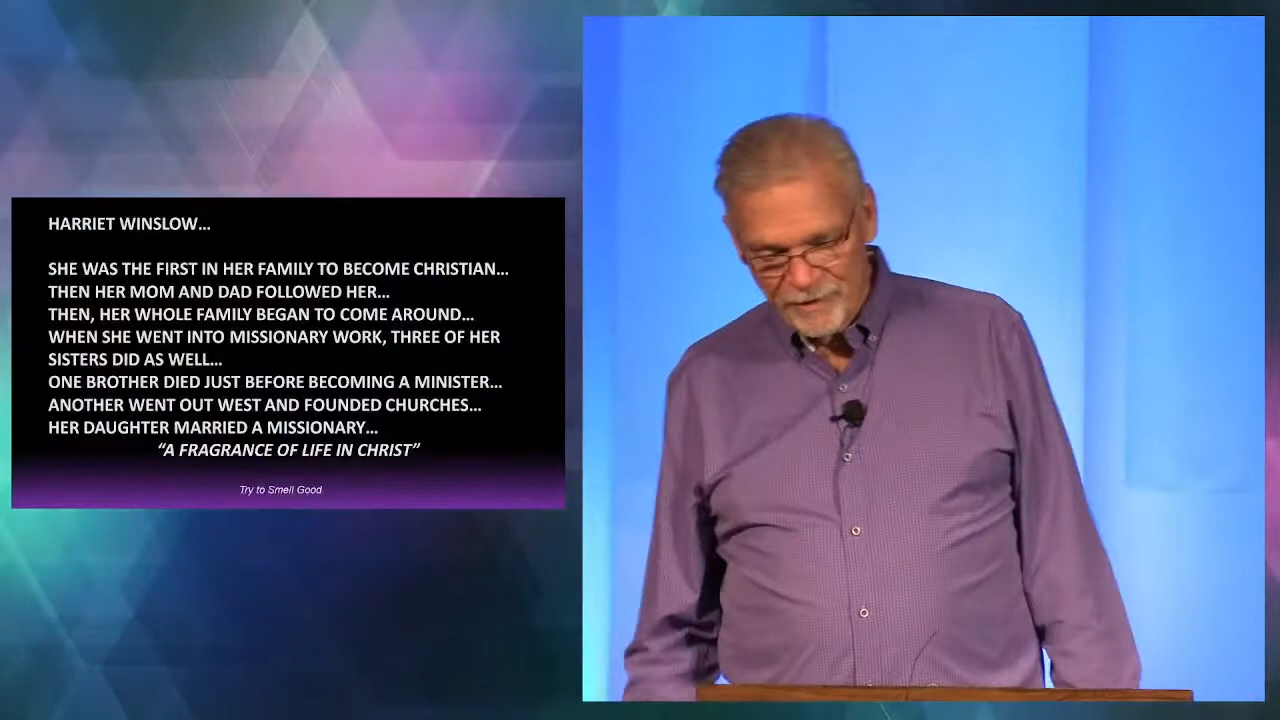 HARRIET WINSLOW...
SHE WAS THE FIRST IN HER FAMILY TO BECOME CHRISTIAN...
THEN HER MOM AND DAD FOLLOWED HER...
THEN, HER WHOLE FAMILY BEGAN TO COME AROUND...
WHEN SHE WENT INTO MISSIONARY WORK, THREE OF HER
SISTERS DID AS WELL...
ONE BROTHER DIED JUST BEFORE BECOMING A MINISTER...
ANOTHER WENT OUT WEST AND FOUNDED CHURCHES...
HER DAUGHTER MARRIED A MISSIONARY...
“A FRAGRANCE OF LIFE IN CHRIST”
Try to Smell Good